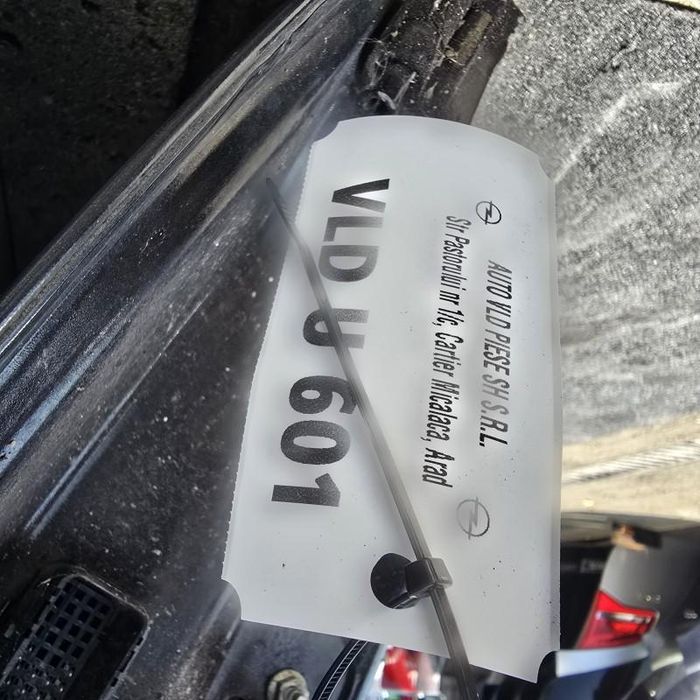 AUTO VLD PIESE SH S.R.L.
Str Pastorului nr 1/c, Cartier Micalaca, Arad
VLD U 601